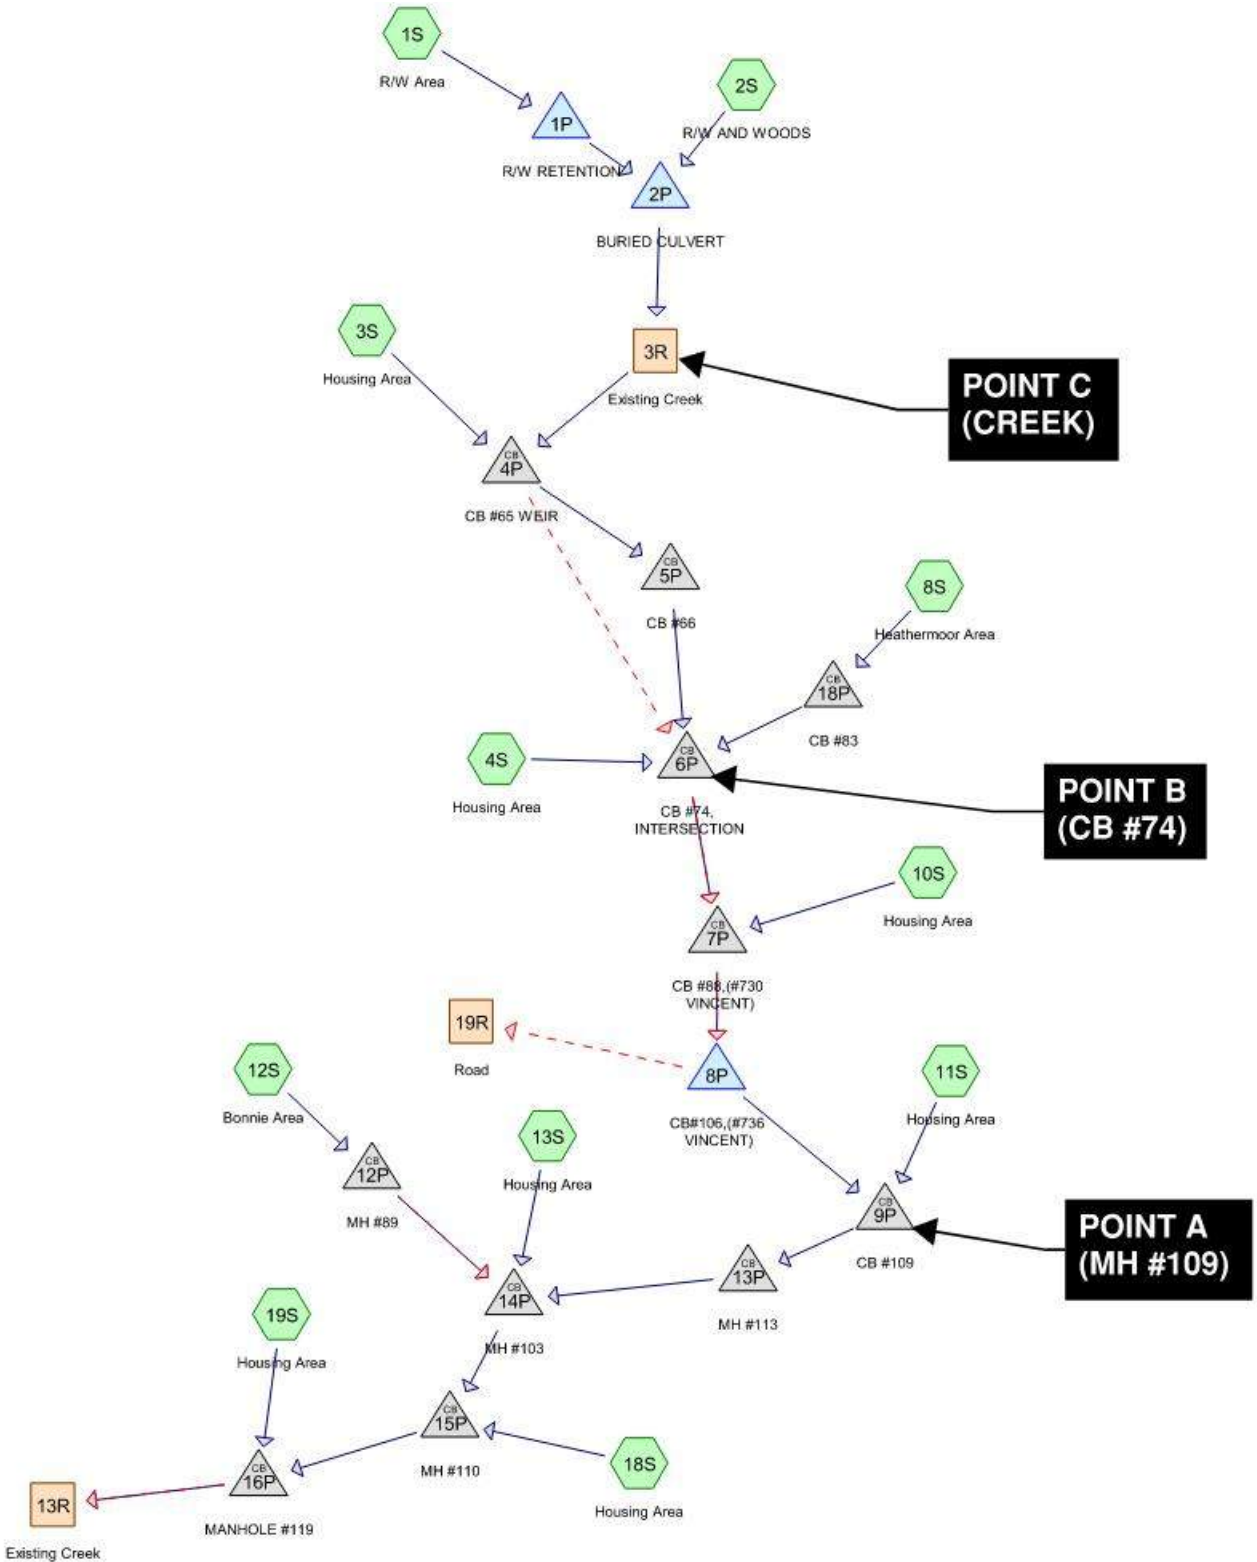 1S
R/W Area
2S
R/W AND WOODS
1P
R/W RETENTION
2P
BURIED CULVERT
3S
Housing Area
3R
Existing Creek
POINT C
(CREEK)
CB
4P
CB #65 WEIR
CB
5P
CB #66
8S
Heathermoor Area
CB
18P
CB #83
4S
Housing Area
CB
6P
CB #74,
INTERSECTION
POINT B
(CB #74)
10S
Housing Area
CB
7P
CB #88,(#730
VINCENT)
19R
Road
8P
CB#106,(#736
VINCENT)
11S
Housing Area
12S
Bonnie Area
13S
Housing Area
CB
12P
MH #89
CB
9P
CB #109
POINT A
(MH #109)
CB
13P
MH #113
CB
14P
MH #103
19S
Housing Area
CB
15P
MH #110
18S
Housing Area
CB
16P
MANHOLE #119
13R
Existing Creek